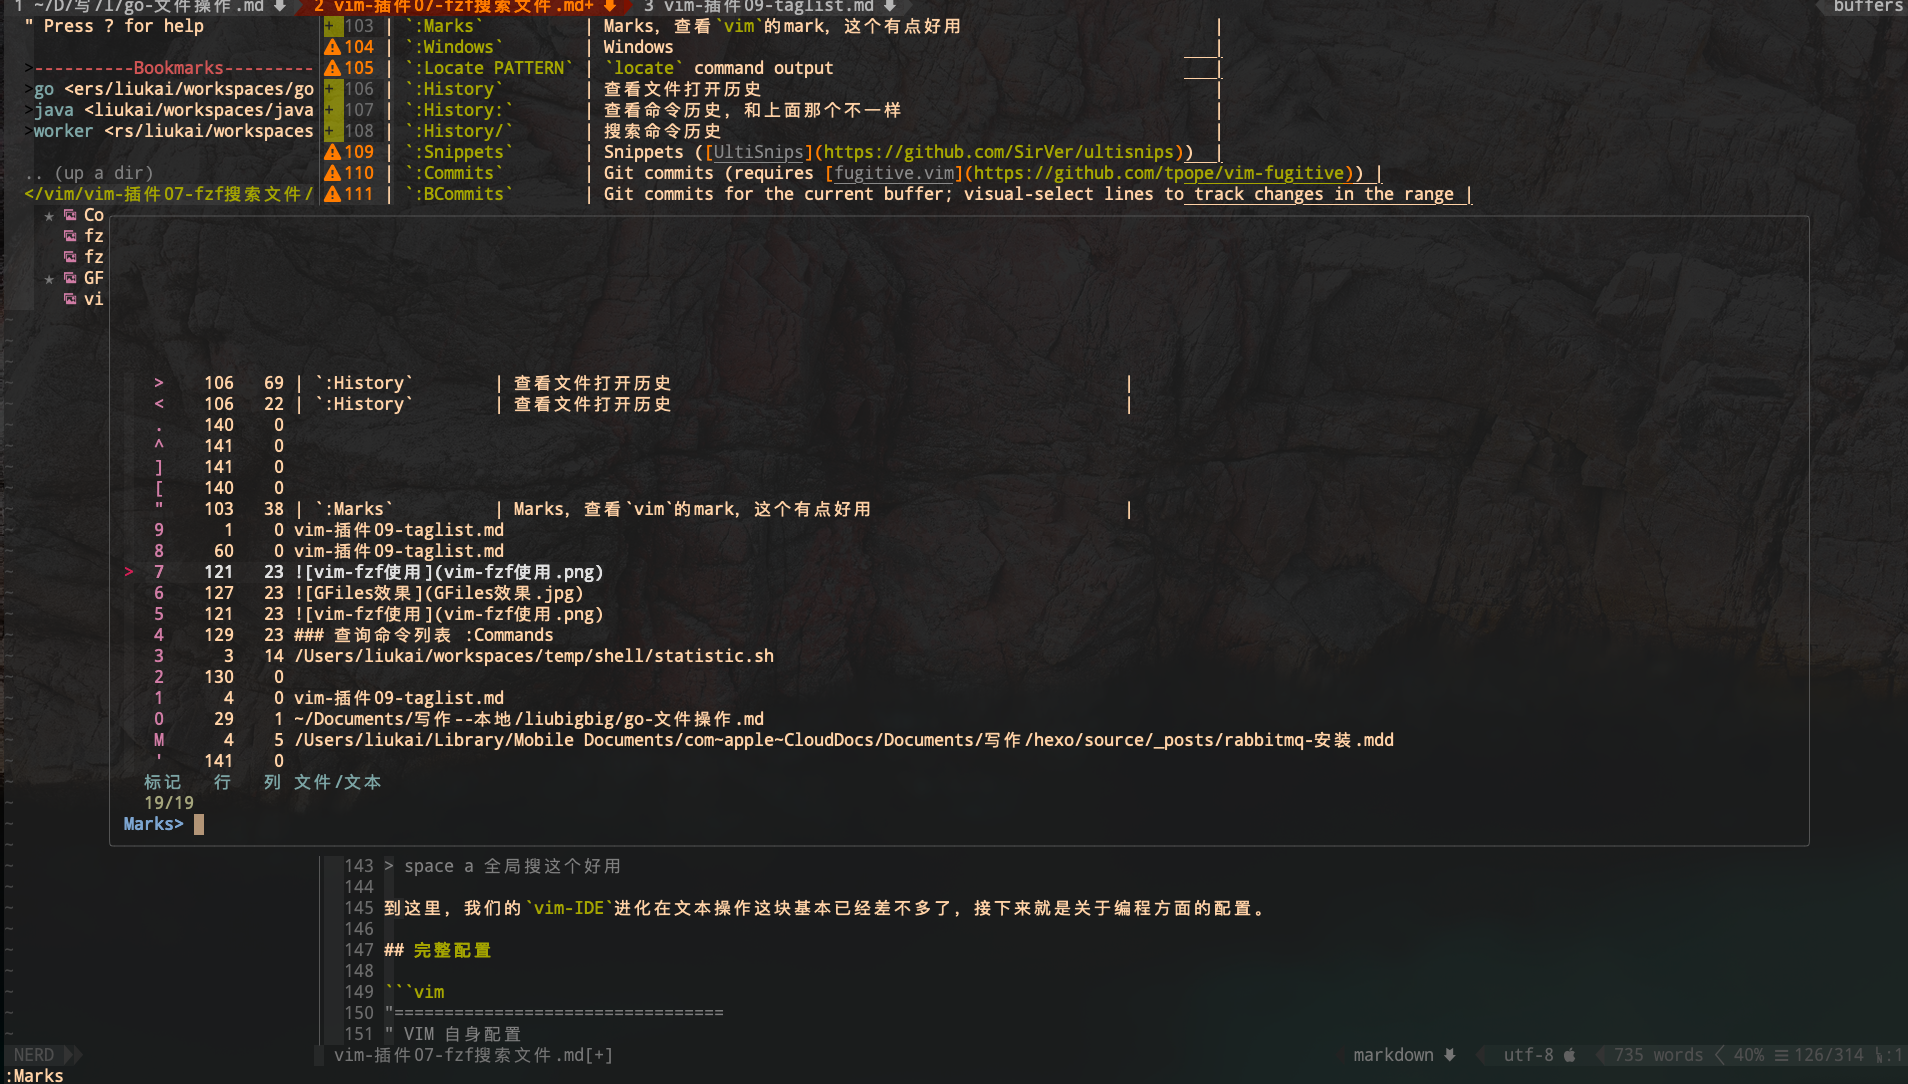 1 ~/D/写/l/go-文件操作.md ⬇ 2 vim-插件07-fzf搜索文件.md+ ⬇ 3 vim-插件09-taglist.md ⬇ buffers
" Press ? for help + 103 | `:Marks` | Marks, 查看`vim`的mark, 这个有点好用 |
104 | `:Windows` | Windows |
>----------Bookmarks--------- 105 | `:Locate PATTERN` | `locate` command output |
>go <ers/liukai/workspaces/go + 106 | `:History` | 查看文件打开历史 |
>java <liukai/workspaces/java + 107 | `:History:` | 查看命令历史, 和上面那个不一样 |
>worker <rs/liukai/workspaces + 108 | `:History/` | 搜索命令历史 |
109 | `:Snippets` | Snippets ([UltiSnips](https://github.com/SirVer/ultisnips)) |
.. (up a dir) 110 | `:Commits` | Git commits (requires [fugitive.vim](https://github.com/tpope/vim-fugitive)) |
</vim/vim-插件07-fzf搜索文件/ 111 | `:BCommits` | Git commits for the current buffer; visual-select lines to track changes in the range |
★ Co
fz
fz
★ GF
vi
> 106 69 | `:History` | 查看文件打开历史 |
< 106 22 | `:History` | 查看文件打开历史 |
. 140 0
^ 141 0
] 141 0
[ 140 0
" 103 38 | `:Marks` | Marks, 查看`vim`的mark, 这个有点好用 |
9 1 0 vim-插件09-taglist.md
8 60 0 vim-插件09-taglist.md
> 7 121 23 ![vim-fzf使用](vim-fzf使用.png)
6 127 23 ![GFiles效果](GFiles效果.jpg)
5 121 23 ![vim-fzf使用](vim-fzf使用.png)
4 129 23 ### 查询命令列表 :Commands
3 3 14 /Users/liukai/workspaces/temp/shell/statistic.sh
2 130 0
1 4 0 vim-插件09-taglist.md
0 29 1 ~/Documents/写作--本地/liubigbig/go-文件操作.md
M 4 5 /Users/liukai/Library/Mobile Documents/com~apple~CloudDocs/Documents/写作/hexo/source/_posts/rabbitmq-安装.mdd
' 141 0
标记 行 列 文件/文本
19/19
Marks>
143 > space a 全局搜这个好用
144
145 到这里, 我们的`vim-IDE`进化在文本操作这块基本已经差不多了, 接下来就是关于编程方面的配置。
146
147 ## 完整配置
148
149 ```vim
150 "=================================
151 " VIM 自身配置
NERD vim-插件07-fzf搜索文件.md[+] markdown ⬇ utf-8 735 words 40% ☰ 126/314 :1
:Marks